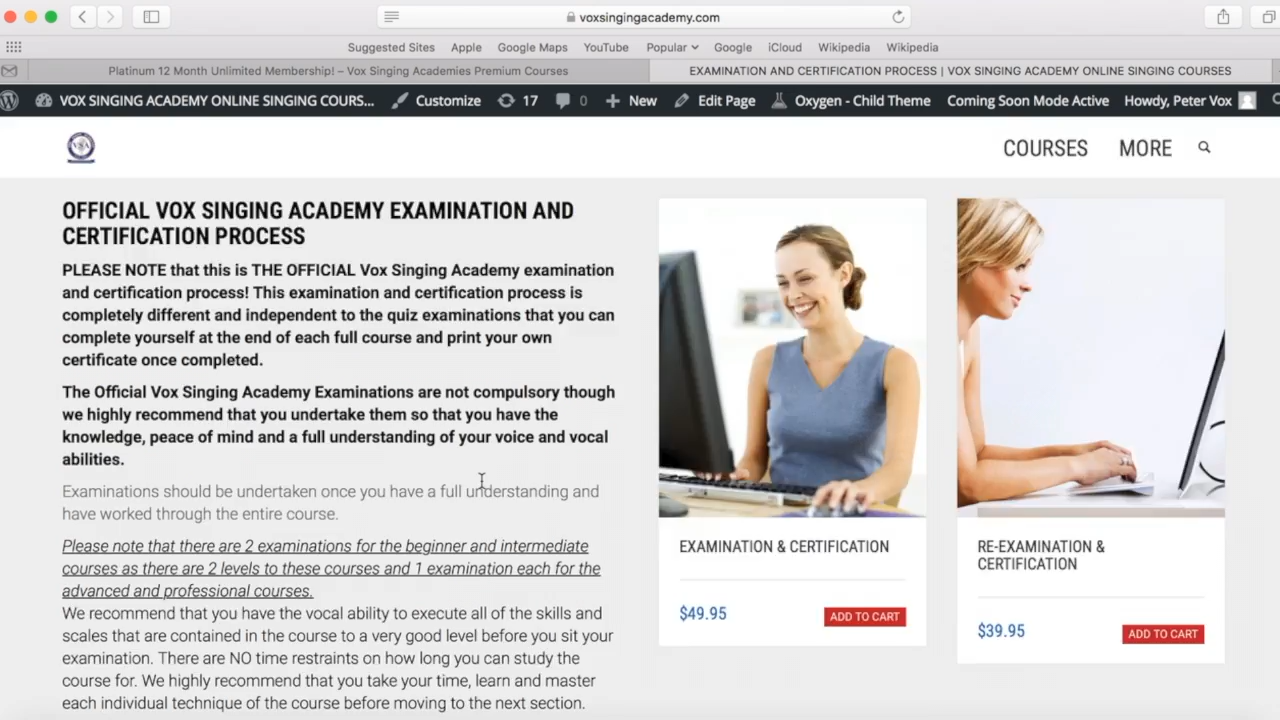 voxsingingacademy.com
Suggested Sites Apple Google Maps YouTube Popular Google iCloud Wikipedia Wikipedia
Platinum 12 Month Unlimited Membership! – Vox Singing Academies Premium Courses
EXAMINATION AND CERTIFICATION PROCESS | VOX SINGING ACADEMY ONLINE SINGING COURSES
VOX SINGING ACADEMY ONLINE SINGING COURS... Customize 17 0 New Edit Page Oxygen - Child Theme Coming Soon Mode Active Howdy, Peter Vox
COURSES MORE
OFFICIAL VOX SINGING ACADEMY EXAMINATION AND
CERTIFICATION PROCESS
PLEASE NOTE that this is THE OFFICIAL Vox Singing Academy examination
and certification process! This examination and certification process is
completely different and independent to the quiz examinations that you can
complete yourself at the end of each full course and print your own
certificate once completed.
The Official Vox Singing Academy Examinations are not compulsory though
we highly recommend that you undertake them so that you have the
knowledge, peace of mind and a full understanding of your voice and vocal
abilities.
Examinations should be undertaken once you have a full understanding and
have worked through the entire course.
Please note that there are 2 examinations for the beginner and intermediate
courses as there are 2 levels to these courses and 1 examination each for the
advanced and professional courses.
We recommend that you have the vocal ability to execute all of the skills and
scales that are contained in the course to a very good level before you sit your
examination. There are NO time restraints on how long you can study the
course for. We highly recommend that you take your time, learn and master
each individual technique of the course before moving to the next section.
EXAMINATION & CERTIFICATION
$49.95 ADD TO CART
RE-EXAMINATION &
CERTIFICATION
$39.95 ADD TO CART